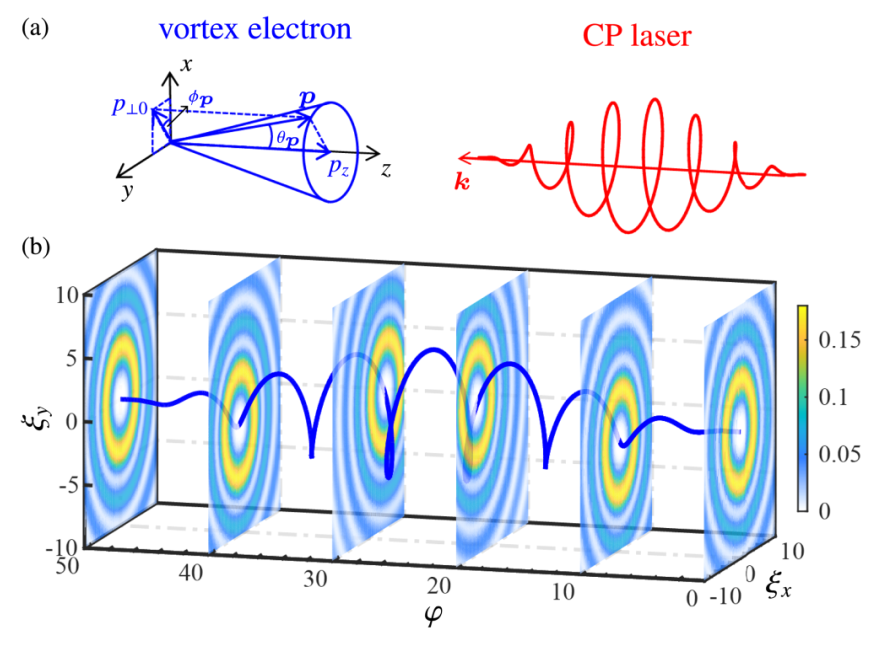 (a)
vortex electron
CP laser
x
p⊥0
ϕp
p
θp
pz
z
y
k
(b)
10
5
0
-5
-10
ξy
50
40
30
20
10
0
φ
-10
0
10
ξx
0.15
0.1
0.05
0